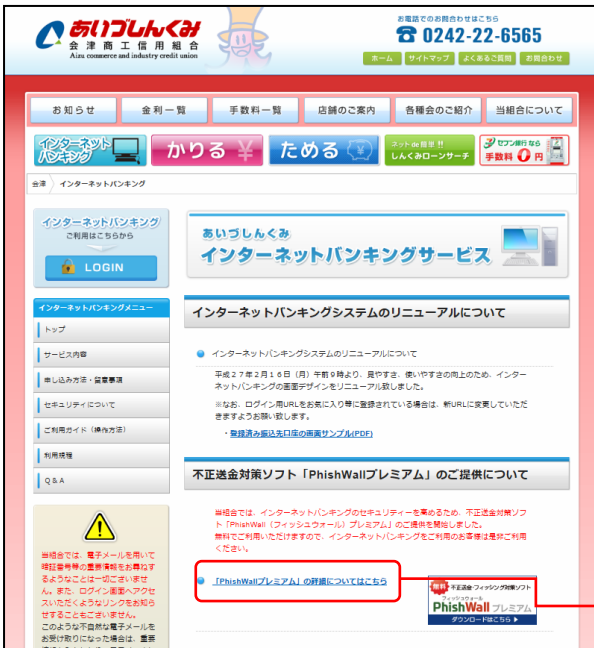 あいづしんくみ
会津商工信用組合
Aizu commerce and industry credit union
お電話でのお問合わせはこちら
0242-22-6565
ホーム サイトマップ よくあるご質問 お問合わせ
お知らせ 金利一覧 手数料一覧 店舗のご案内 各種会のご紹介 当組合について
インターネットバンキング かりる ためる ネットde簡単!! しんくみローンサーチ セブン銀行なら 手数料0円
会津 インターネットバンキング
インターネットバンキング
ご利用はこちらから
LOGIN
あいづしんくみ
インターネットバンキングサービス
インターネットバンキングメニュー
トップ
サービス内容
申し込み方法・留意事項
セキュリティについて
ご利用ガイド(操作方法)
利用規程
Q&A
インターネットバンキングシステムのリニューアルについて
インターネットバンキングシステムのリニューアルについて
平成27年2月16日(月)午前9時より、見やすさ、使いやすさの向上のため、インター
ネットバンキングの画面デザインをリニューアル致しました。
※なお、ログイン用URLをお気に入り等に登録されている場合は、新URLに変更していただ
きますようお願い致します。
・登録済み振込先口座の画面サンプル(PDF)
不正送金対策ソフト「PhishWallプレミアム」のご提供について
当組合では、インターネットバンキングのセキュリティーを高めるため、不正送金対策ソフ
ト「PhishWall(フィッシュウォール)プレミアム」のご提供を開始しました。
無料でご利用いただけますので、インターネットバンキングをご利用のお客様は是非ご利用
ください。
「PhishWallプレミアム」の詳細についてはこちら
無料 不正送金・フィッシング対策ソフト
フィッシュウォール
PhishWall プレミアム
ダウンロードはこちら
当組合では、電子メールを用いて
暗証番号等の重要情報をお尋ねす
るようなことは一切ございませ
ん。また、ログイン画面へアクセ
スいただくようなリンクをお知ら
せすることもございません。
このような不自然な電子メールを
お受け取りになった場合は、重要